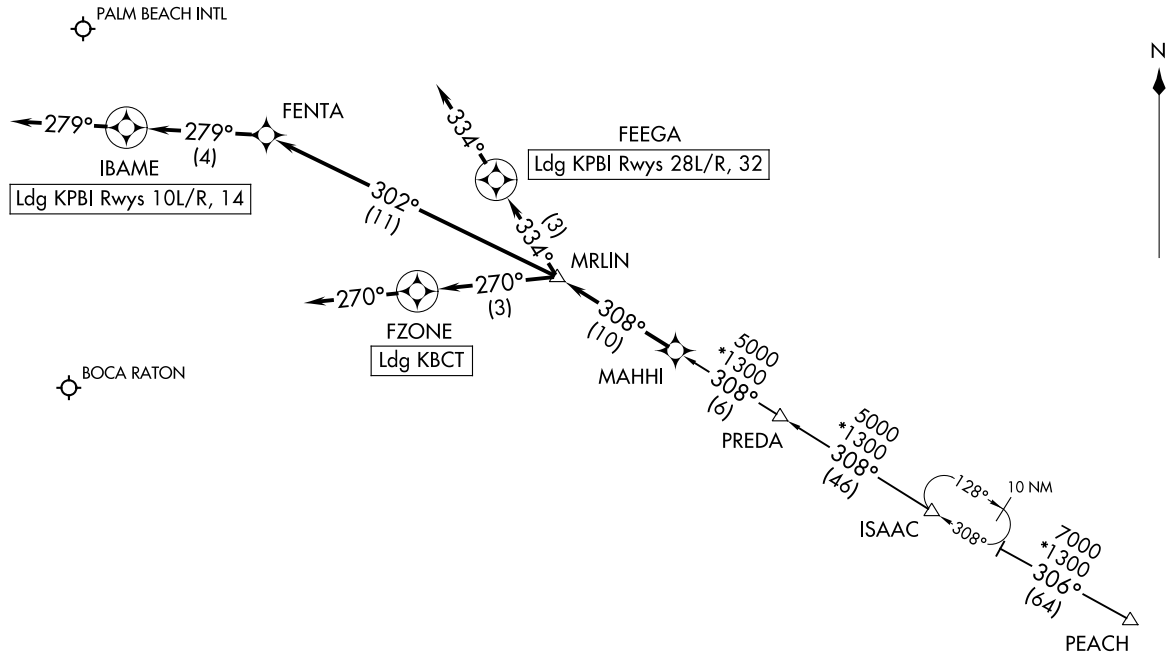 PALM BEACH INTL
N
279°
279°
(4)
FENTA
IBAME
Ldg KPBI Rwys 10L/R, 14
334°
FEEGA
Ldg KPBI Rwys 28L/R, 32
(3)
334°
302°
(11)
MRLIN
270°
270°
(3)
FZONE
Ldg KBCT
308°
(10)
MAHHI
BOCA RATON
5000
*1300
308°
(6)
PREDA
5000
*1300
308°
(46)
ISAAC
128°
10 NM
308°
7000
*1300
306°
(64)
PEACH